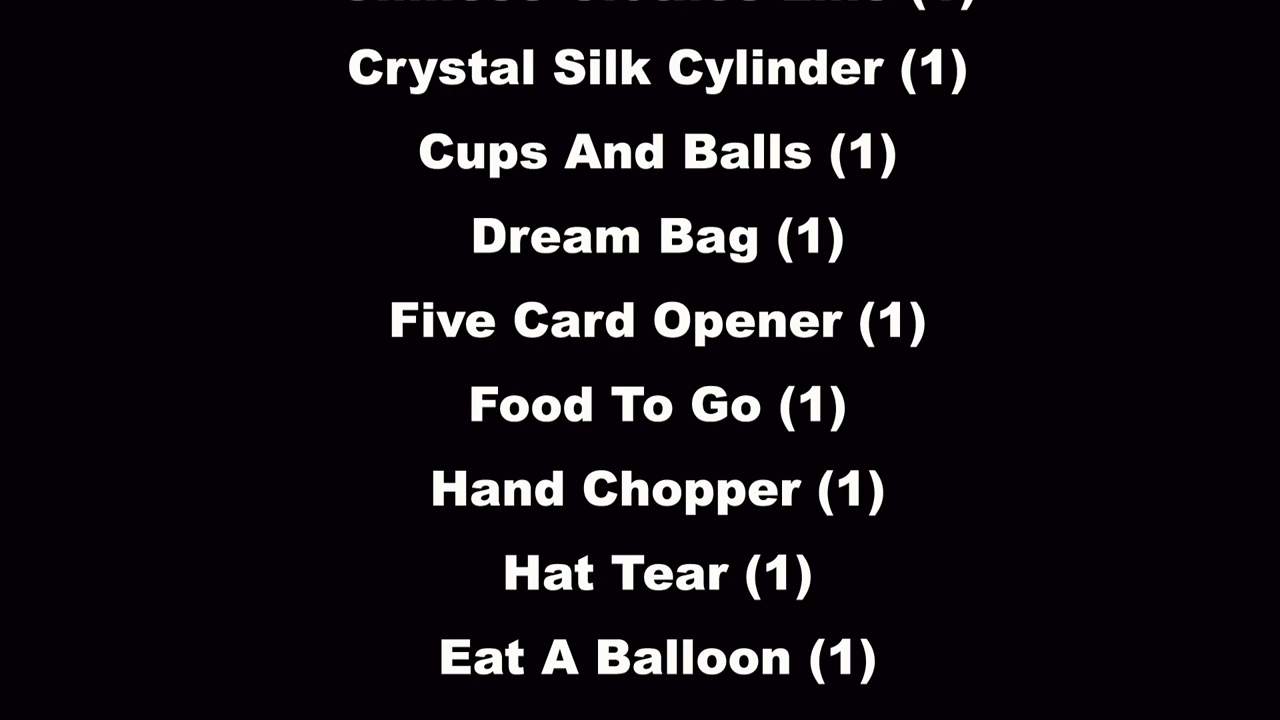 Crystal Silk Cylinder (1)
Cups And Balls (1)
Dream Bag (1)
Five Card Opener (1)
Food To Go (1)
Hand Chopper (1)
Hat Tear (1)
Eat A Balloon (1)